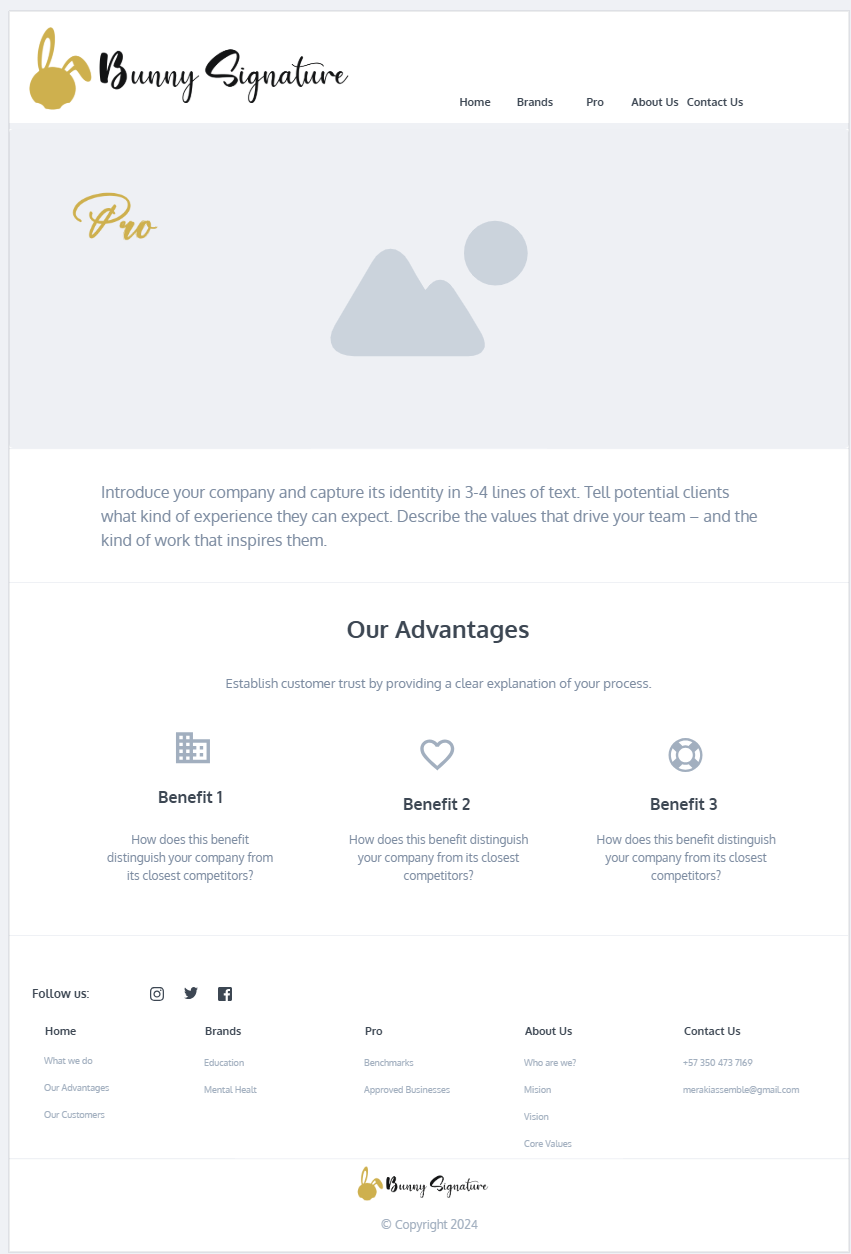 Bunny Signature
Home Brands Pro About Us Contact Us
Pro
Introduce your company and capture its identity in 3-4 lines of text. Tell potential clients
what kind of experience they can expect. Describe the values that drive your team – and the
kind of work that inspires them.
Our Advantages
Establish customer trust by providing a clear explanation of your process.
Benefit 1
How does this benefit
distinguish your company from
its closest competitors?
Benefit 2
How does this benefit distinguish
your company from its closest
competitors?
Benefit 3
How does this benefit distinguish
your company from its closest
competitors?
Follow us:
Home
What we do
Our Advantages
Our Customers
Brands
Education
Mental Healt
Pro
Benchmarks
Approved Businesses
About Us
Who are we?
Mision
Vision
Core Values
Contact Us
+57 350 473 7169
merakiassemble@gmail.com
Bunny Signature
© Copyright 2024